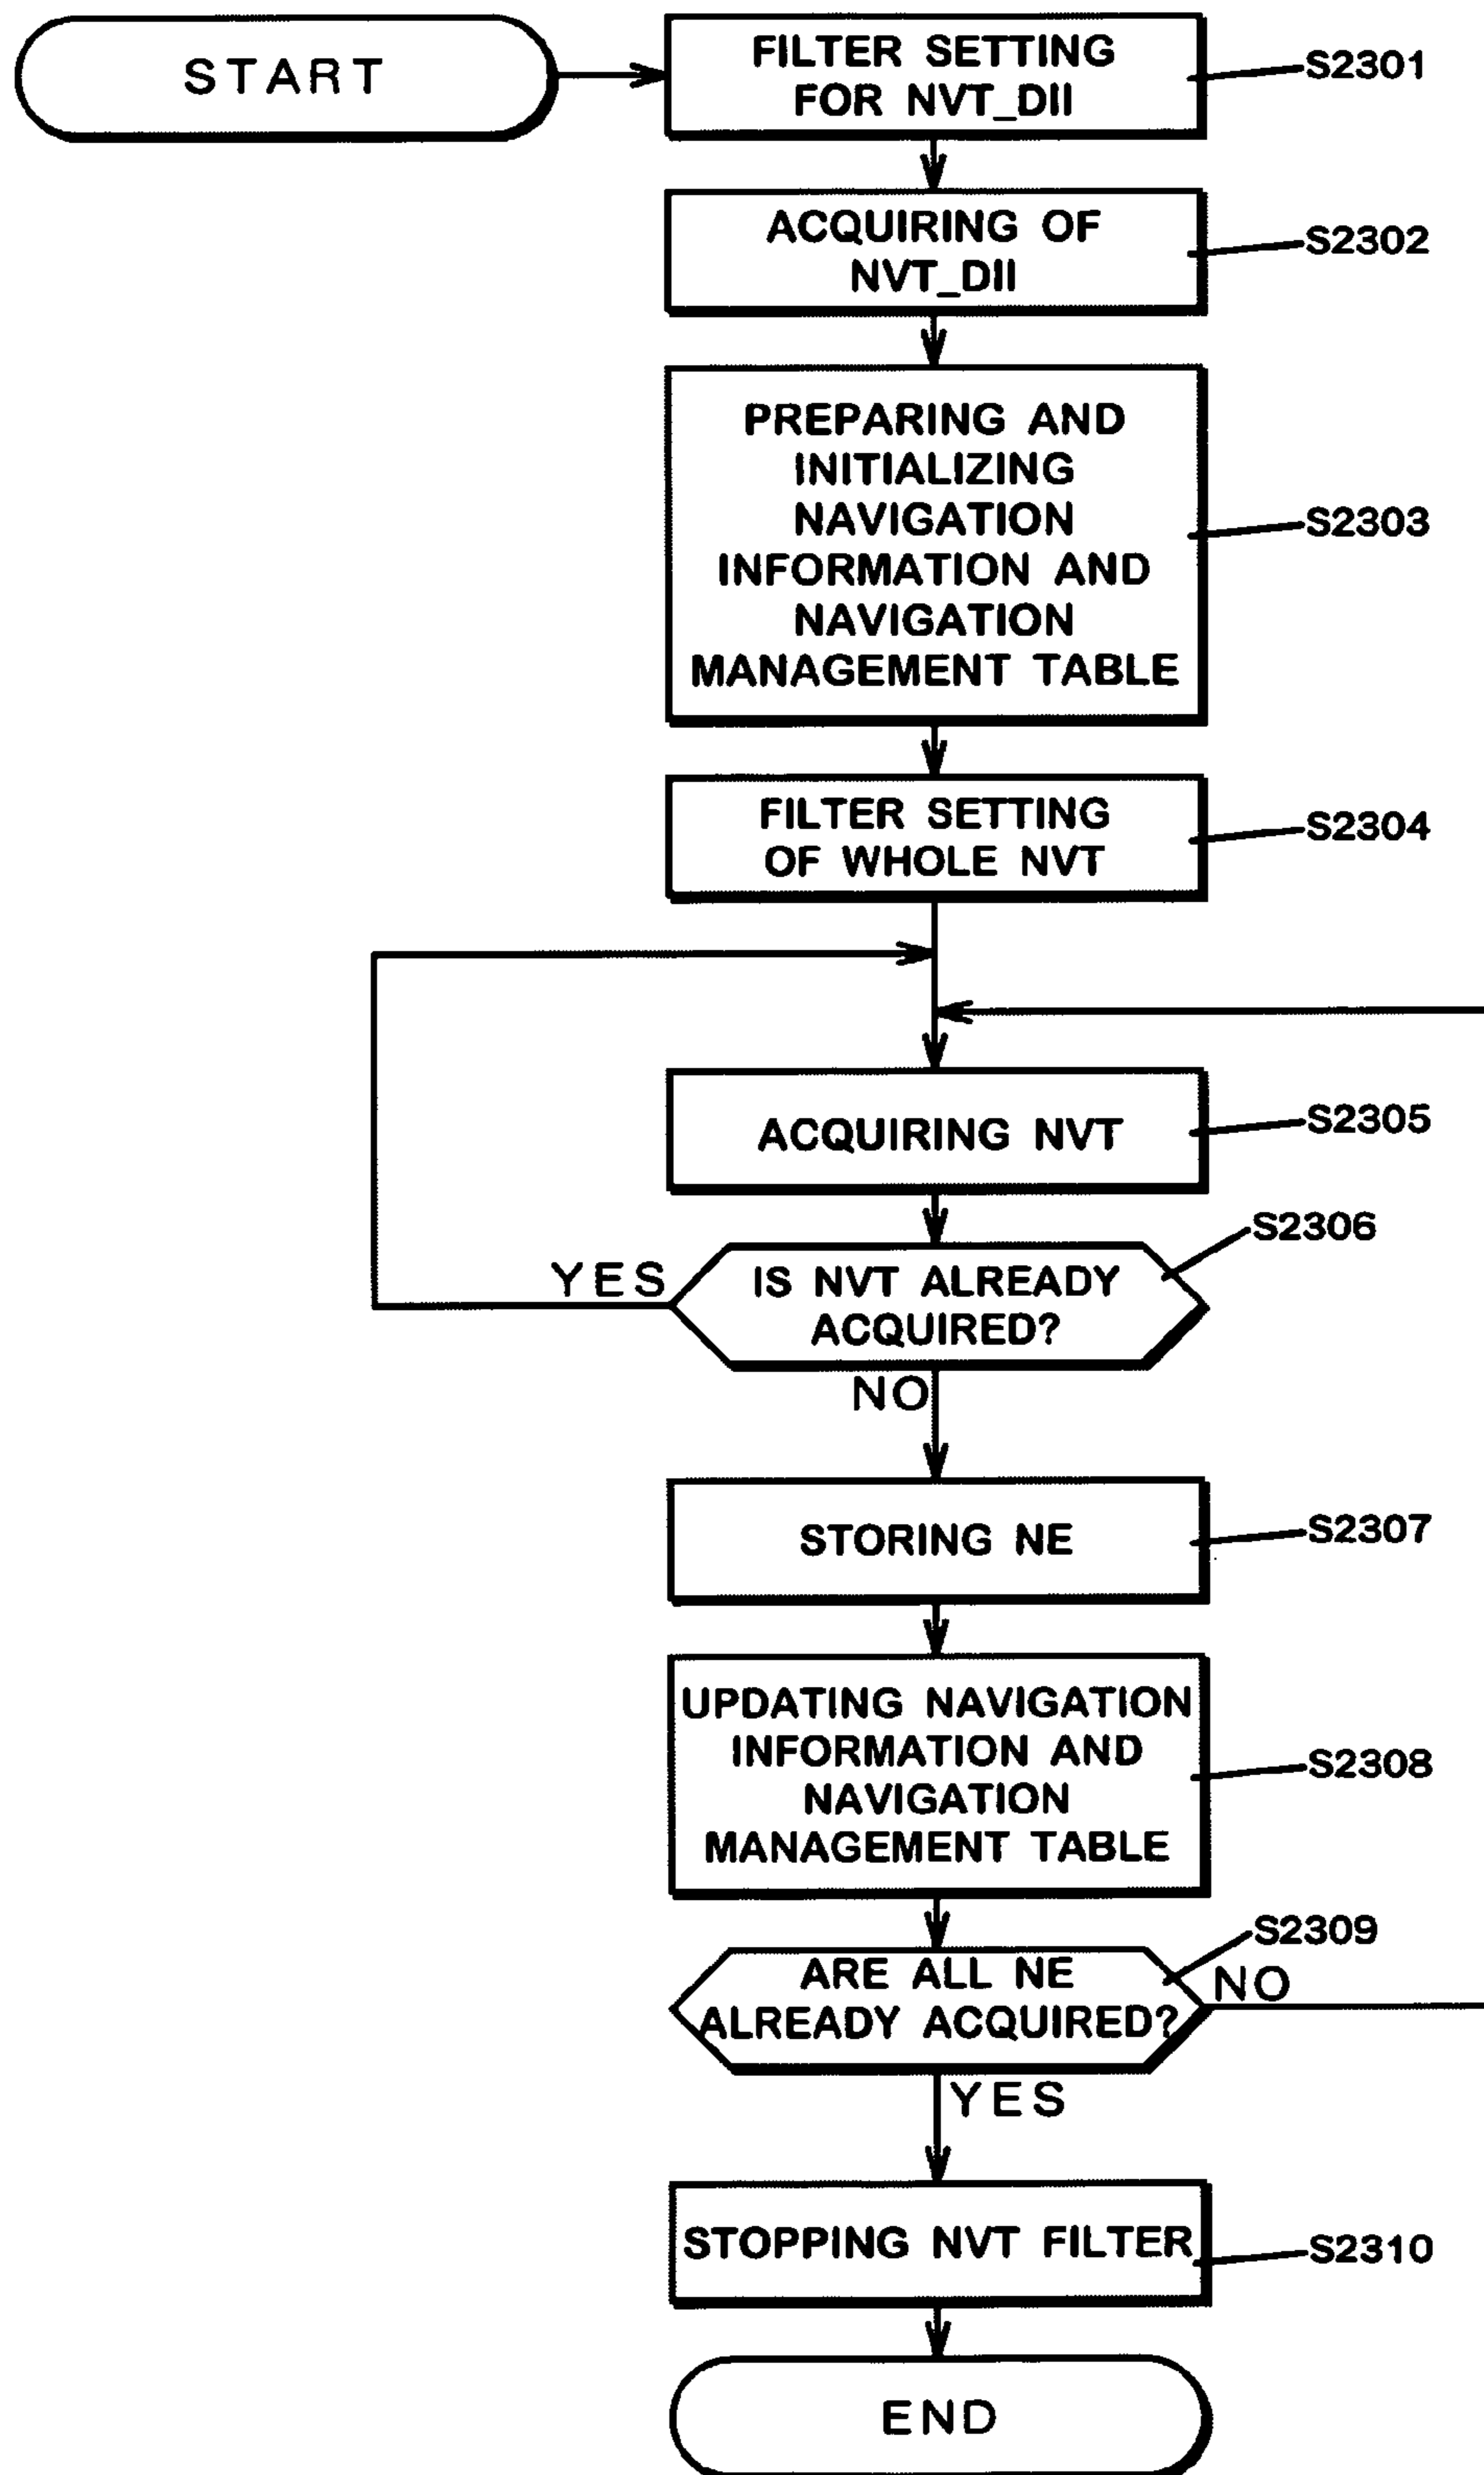 START
FILTER SETTING
FOR NVT_DII
S2301
ACQUIRING OF
NVT_DII
S2302
PREPARING AND
INITIALIZING
NAVIGATION
INFORMATION AND
NAVIGATION
MANAGEMENT TABLE
S2303
FILTER SETTING
OF WHOLE NVT
S2304
ACQUIRING NVT
S2305
IS NVT ALREADY
ACQUIRED?
S2306
YES
NO
STORING NE
S2307
UPDATING NAVIGATION
INFORMATION AND
NAVIGATION
MANAGEMENT TABLE
S2308
ARE ALL NE
ALREADY ACQUIRED?
S2309
NO
YES
STOPPING NVT FILTER
S2310
END